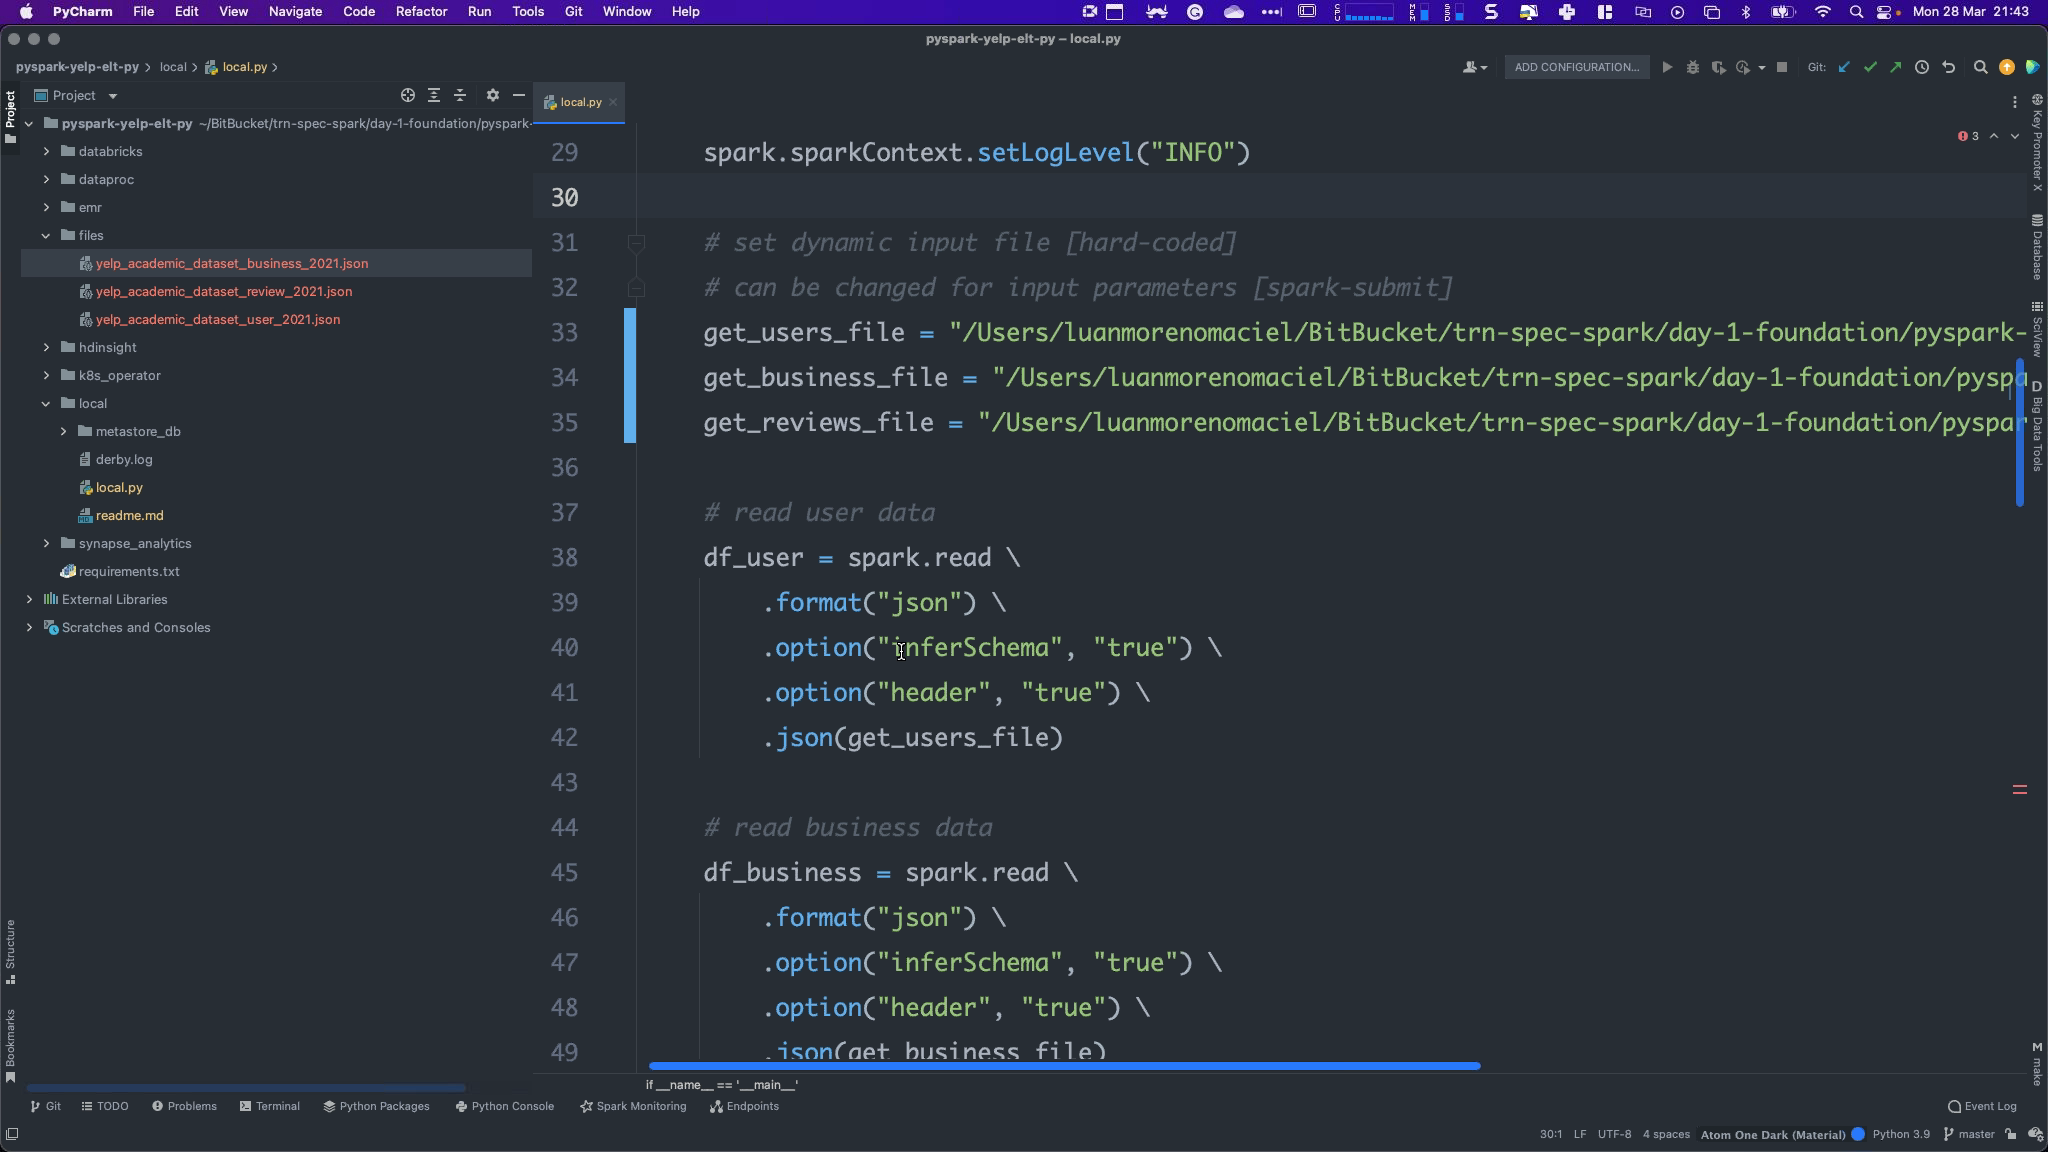 PyCharm File Edit View Navigate Code Refactor Run Tools Git Window Help
Mon 28 Mar 21:43
pyspark-yelp-elt-py – local.py
pyspark-yelp-elt-py local local.py
ADD CONFIGURATION... Git:
Project
local.py
Project
pyspark-yelp-elt-py ~/BitBucket/trn-spec-spark/day-1-foundation/pyspark-
databricks
dataproc
emr
files
yelp_academic_dataset_business_2021.json
yelp_academic_dataset_review_2021.json
yelp_academic_dataset_user_2021.json
hdinsight
k8s_operator
local
metastore_db
derby.log
local.py
readme.md
synapse_analytics
requirements.txt
External Libraries
Scratches and Consoles
Structure
Bookmarks
29 spark.sparkContext.setLogLevel("INFO")
30
31 # set dynamic input file [hard-coded]
32 # can be changed for input parameters [spark-submit]
33 get_users_file = "/Users/luanmorenomaciel/BitBucket/trn-spec-spark/day-1-foundation/pyspark-
34 get_business_file = "/Users/luanmorenomaciel/BitBucket/trn-spec-spark/day-1-foundation/pyspa
35 get_reviews_file = "/Users/luanmorenomaciel/BitBucket/trn-spec-spark/day-1-foundation/pyspar
36
37 # read user data
38 df_user = spark.read \
39 .format("json") \
40 .option("inferSchema", "true") \
41 .option("header", "true") \
42 .json(get_users_file)
43
44 # read business data
45 df_business = spark.read \
46 .format("json") \
47 .option("inferSchema", "true") \
48 .option("header", "true") \
49 .json(get_business_file)
3
Key Promoter X
Database
SciView
D Big Data Tools
M make
if __name__ == '__main__'
Git TODO Problems Terminal Python Packages Python Console Spark Monitoring Endpoints
Event Log
30:1 LF UTF-8 4 spaces Atom One Dark (Material) Python 3.9 master